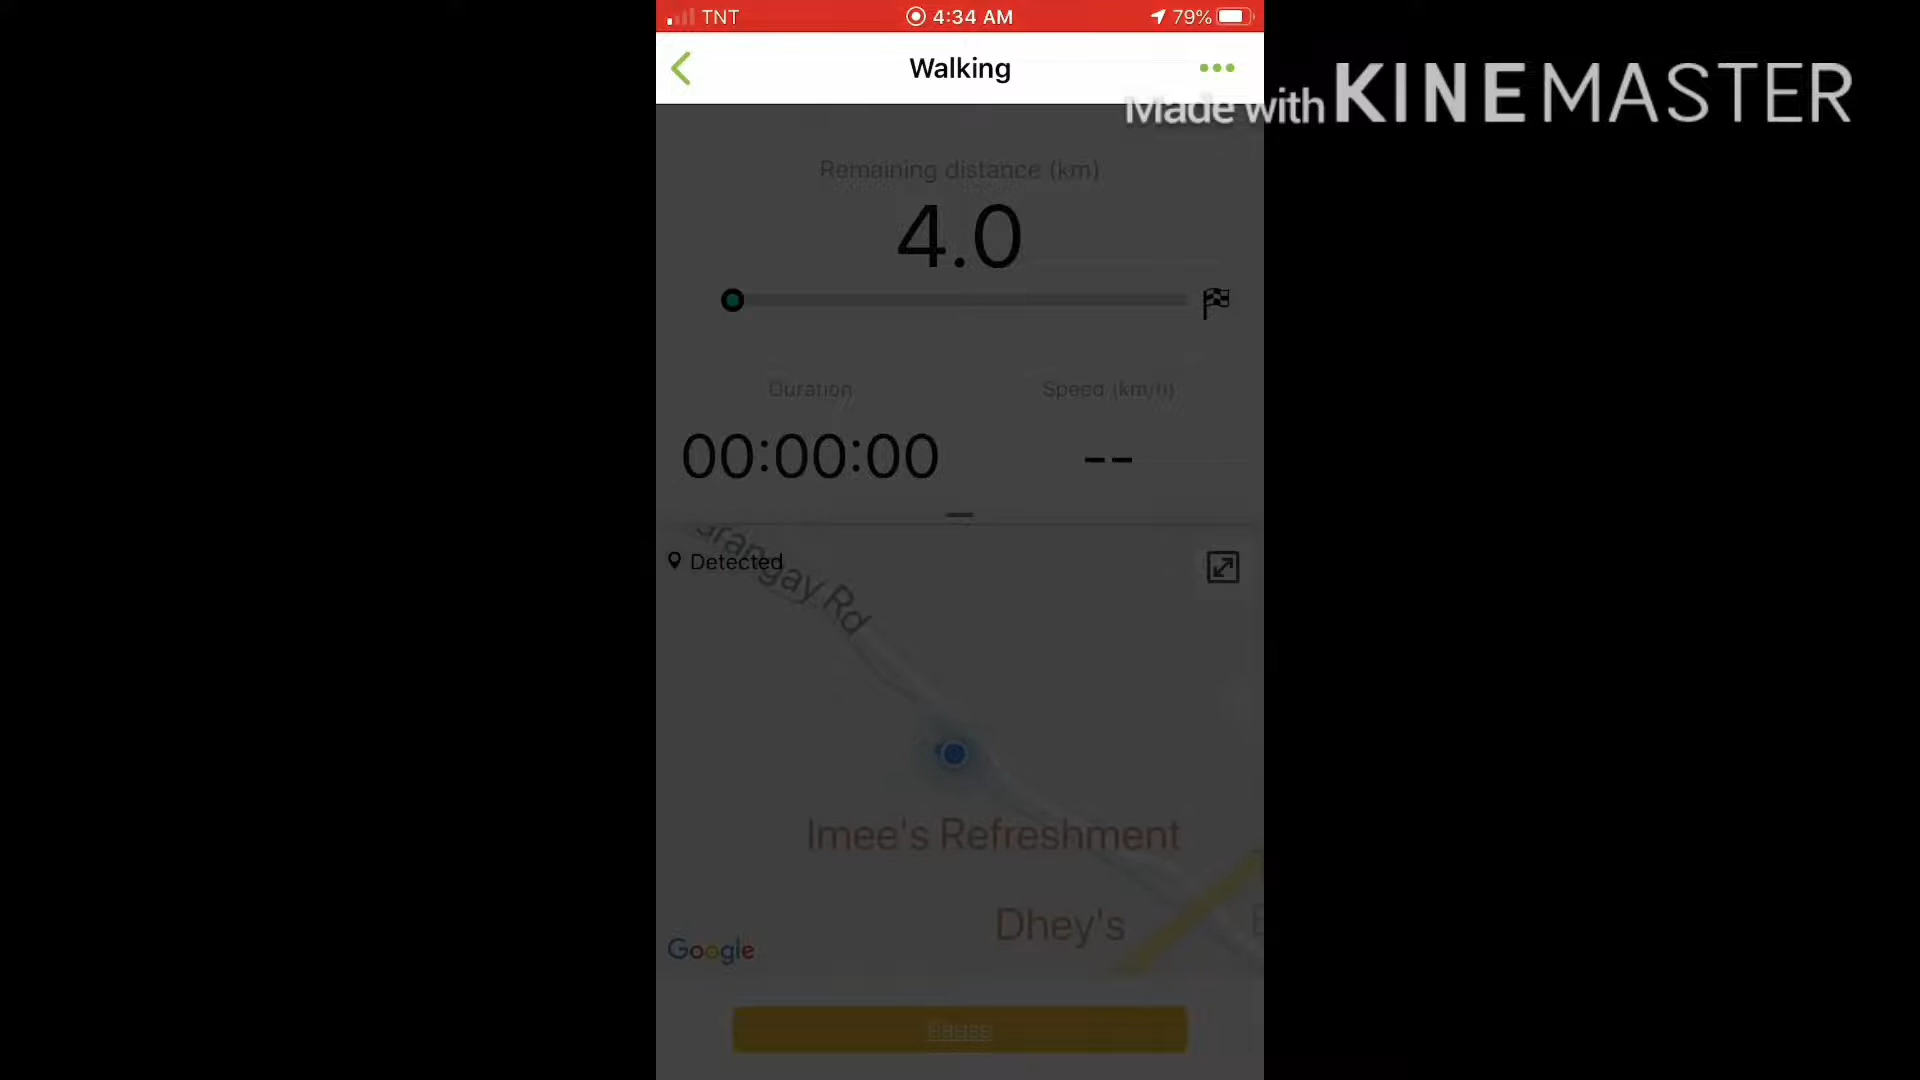 TNT
4:34 AM
79%
Walking
Made with KINEMASTER
Remaining distance (km)
4.0
Duration
Speed (km/h)
00:00:00
--
Detected
arangay Rd
Imee's Refreshment
Dhey's
Google